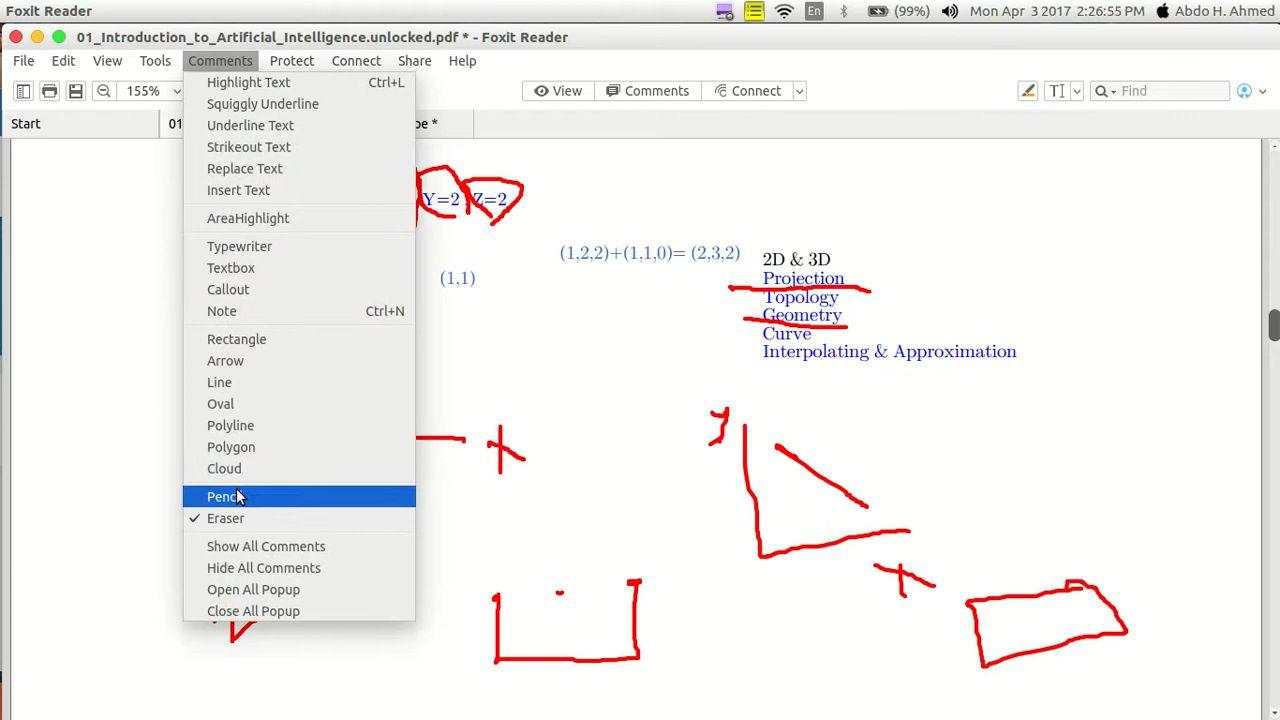 Foxit Reader En (99%) Mon Apr 3 2017 2:26:55 PM Abdo H. Ahmed
01_Introduction_to_Artificial_Intelligence.unlocked.pdf * - Foxit Reader
File Edit View Tools Comments Protect Connect Share Help
155% View Comments Connect Find
Start 01 pe *
Highlight Text Ctrl+L
Squiggly Underline
Underline Text
Strikeout Text
Replace Text
Insert Text
AreaHighlight
Typewriter
Textbox
Callout
Note Ctrl+N
Rectangle
Arrow
Line
Oval
Polyline
Polygon
Cloud
Penc
Eraser
Show All Comments
Hide All Comments
Open All Popup
Close All Popup
Y=2 Z=2
(1,2,2)+(1,1,0)= (2,3,2)
(1,1)
2D & 3D
Projection
Topology
Geometry
Curve
Interpolating & Approximation
y
x
x